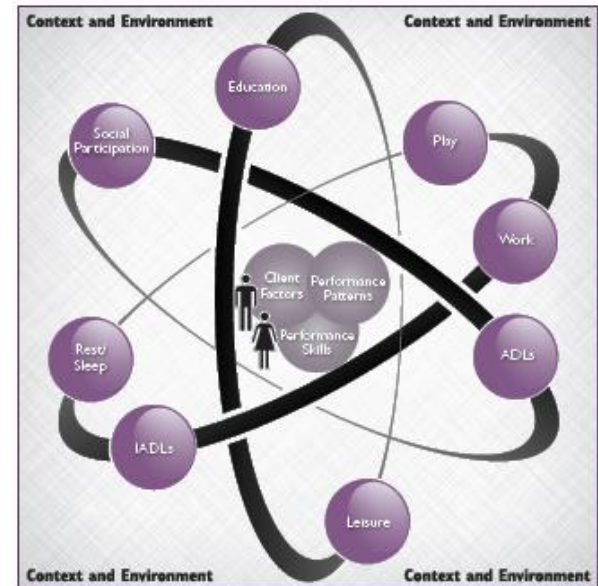 Context and Environment
Context and Environment
Education
Social
Participation
Play
Work
Client
Factors
Performance
Patterns
Performance
Skills
Rest/
Sleep
ADLs
IADLs
Leisure
Context and Environment
Context and Environment